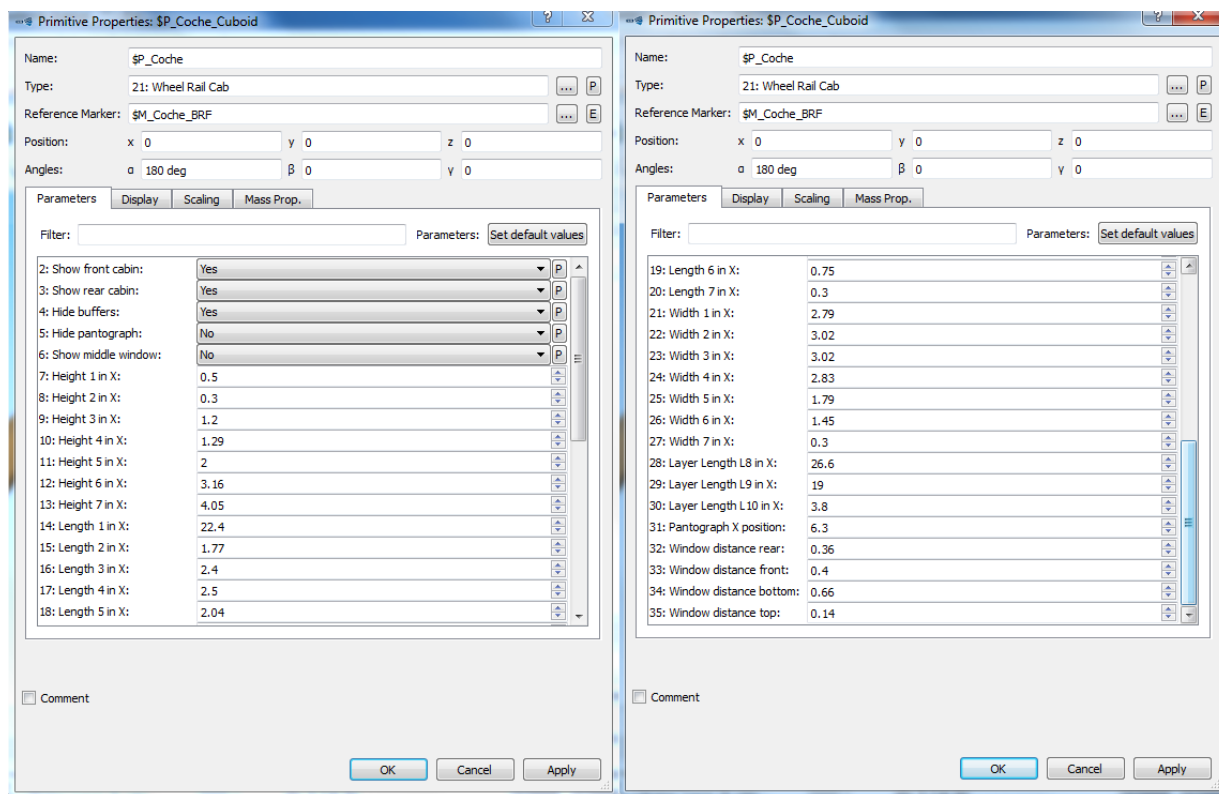 Primitive Properties: $P_Coche_Cuboid
Name: $P_Coche
Type: 21: Wheel Rail Cab ... P
Reference Marker: $M_Coche_BRF ... E
Position: x 0 y 0 z 0
Angles: α 180 deg β 0 γ 0
Parameters Display Scaling Mass Prop.
Filter: Parameters: Set default values
2: Show front cabin: Yes P
3: Show rear cabin: Yes P
4: Hide buffers: Yes P
5: Hide pantograph: No P
6: Show middle window: No P
7: Height 1 in X: 0.5
8: Height 2 in X: 0.3
9: Height 3 in X: 1.2
10: Height 4 in X: 1.29
11: Height 5 in X: 2
12: Height 6 in X: 3.16
13: Height 7 in X: 4.05
14: Length 1 in X: 22.4
15: Length 2 in X: 1.77
16: Length 3 in X: 2.4
17: Length 4 in X: 2.5
18: Length 5 in X: 2.04
Comment
OK Cancel Apply
Primitive Properties: $P_Coche_Cuboid
Name: $P_Coche
Type: 21: Wheel Rail Cab ... P
Reference Marker: $M_Coche_BRF ... E
Position: x 0 y 0 z 0
Angles: α 180 deg β 0 γ 0
Parameters Display Scaling Mass Prop.
Filter: Parameters: Set default values
19: Length 6 in X: 0.75
20: Length 7 in X: 0.3
21: Width 1 in X: 2.79
22: Width 2 in X: 3.02
23: Width 3 in X: 3.02
24: Width 4 in X: 2.83
25: Width 5 in X: 1.79
26: Width 6 in X: 1.45
27: Width 7 in X: 0.3
28: Layer Length L8 in X: 26.6
29: Layer Length L9 in X: 19
30: Layer Length L10 in X: 3.8
31: Pantograph X position: 6.3
32: Window distance rear: 0.36
33: Window distance front: 0.4
34: Window distance bottom: 0.66
35: Window distance top: 0.14
Comment
OK Cancel Apply